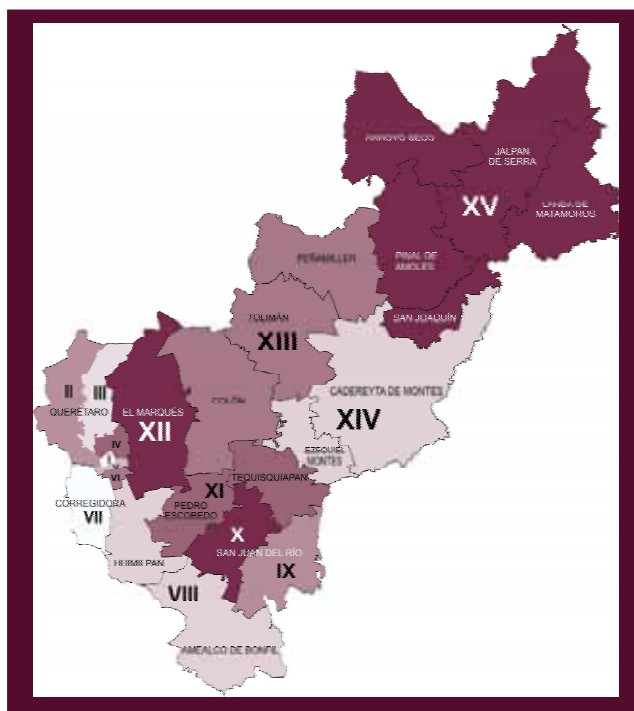 ARROYO SECO
JALPAN
DE SERRA
XV
LANDA DE
MATAMOROS
PINAL DE
AMOLES
PEÑAMILLER
SAN JOAQUÍN
TOLIMÁN
XIII
CADEREYTA DE MONTES
XIV
II
III
QUERÉTARO
EL MARQUÉS
XII
COLÓN
IV
EZEQUIEL
MONTES
VI
TEQUISQUIAPAN
XI
CORREGIDORA
VII
PEDRO
ESCOBEDO
X
SAN JUAN DEL RÍO
HUIMILPAN
IX
VIII
AMEALCO DE BONFIL